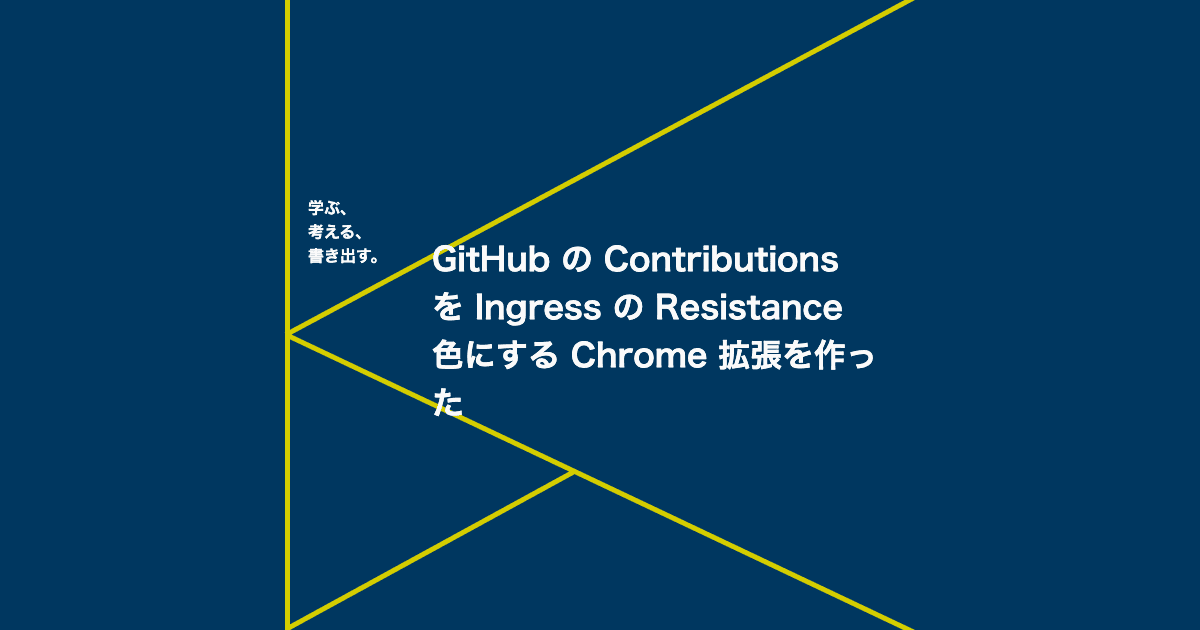 学ぶ、
考える、
書き出す。
GitHub の Contributions
を Ingress の Resistance
色にする Chrome 拡張を作っ
た